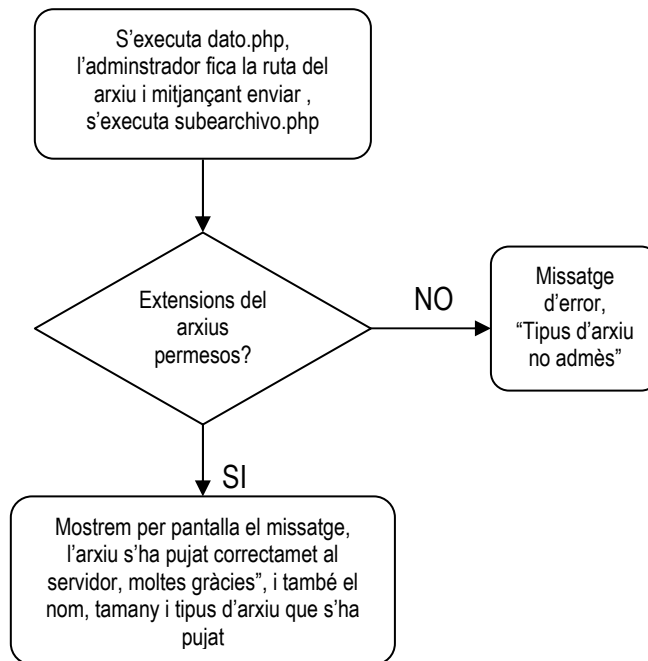 S’executa dato.php,
l’adminstrador fica la ruta del
arxiu i mitjançant enviar ,
s’executa subearchivo.php
Extensions del
arxius
permesos?
NO
Missatge
d’error,
“Tipus d’arxiu
no admès”
SI
Mostrem per pantalla el missatge,
l’arxiu s’ha pujat correctamet al
servidor, moltes gràcies”, i també el
nom, tamany i tipus d’arxiu que s’ha
pujat